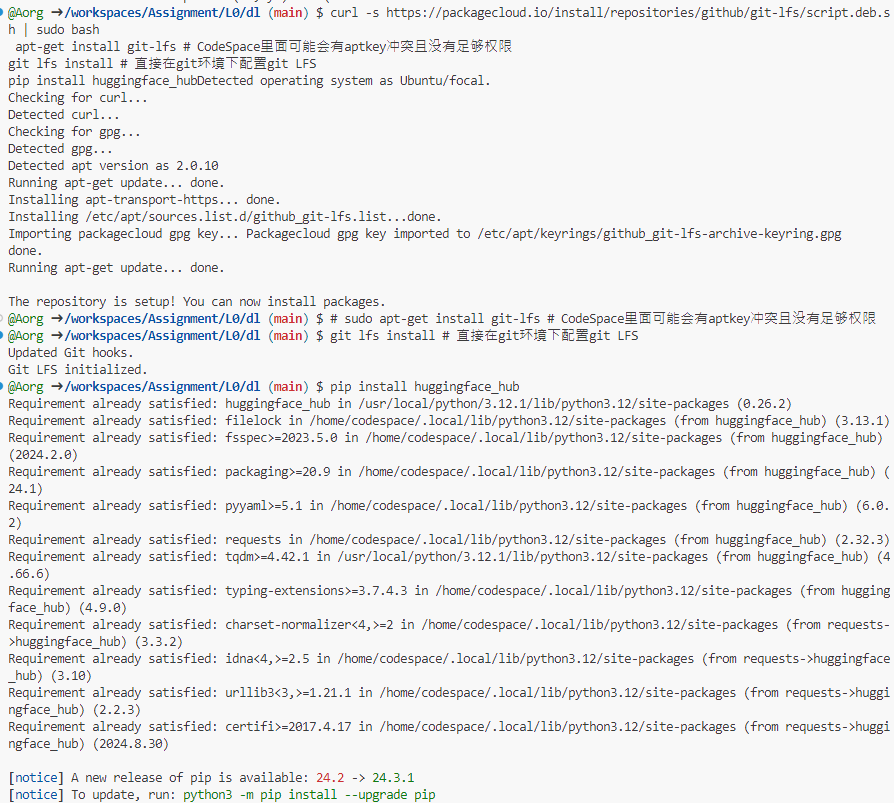 @Aorg ➜/workspaces/Assignment/L0/dl (main) $ curl -s https://packagecloud.io/install/repositories/github/git-lfs/script.deb.s
h | sudo bash
 apt-get install git-lfs # CodeSpace里面可能会有aptkey冲突且没有足够权限
git lfs install # 直接在git环境下配置git LFS
pip install huggingface_hubDetected operating system as Ubuntu/focal.
Checking for curl...
Detected curl...
Checking for gpg...
Detected gpg...
Detected apt version as 2.0.10
Running apt-get update... done.
Installing apt-transport-https... done.
Installing /etc/apt/sources.list.d/github_git-lfs.list...done.
Importing packagecloud gpg key... Packagecloud gpg key imported to /etc/apt/keyrings/github_git-lfs-archive-keyring.gpg
done.
Running apt-get update... done.

The repository is setup! You can now install packages.
@Aorg ➜/workspaces/Assignment/L0/dl (main) $ # sudo apt-get install git-lfs # CodeSpace里面可能会有aptkey冲突且没有足够权限
@Aorg ➜/workspaces/Assignment/L0/dl (main) $ git lfs install # 直接在git环境下配置git LFS
Updated Git hooks.
Git LFS initialized.
@Aorg ➜/workspaces/Assignment/L0/dl (main) $ pip install huggingface_hub
Requirement already satisfied: huggingface_hub in /usr/local/python/3.12.1/lib/python3.12/site-packages (0.26.2)
Requirement already satisfied: filelock in /home/codespace/.local/lib/python3.12/site-packages (from huggingface_hub) (3.13.1)
Requirement already satisfied: fsspec>=2023.5.0 in /home/codespace/.local/lib/python3.12/site-packages (from huggingface_hub)
(2024.2.0)
Requirement already satisfied: packaging>=20.9 in /home/codespace/.local/lib/python3.12/site-packages (from huggingface_hub) (
24.1)
Requirement already satisfied: pyyaml>=5.1 in /home/codespace/.local/lib/python3.12/site-packages (from huggingface_hub) (6.0.
2)
Requirement already satisfied: requests in /home/codespace/.local/lib/python3.12/site-packages (from huggingface_hub) (2.32.3)
Requirement already satisfied: tqdm>=4.42.1 in /usr/local/python/3.12.1/lib/python3.12/site-packages (from huggingface_hub) (4
.66.6)
Requirement already satisfied: typing-extensions>=3.7.4.3 in /home/codespace/.local/lib/python3.12/site-packages (from hugging
face_hub) (4.9.0)
Requirement already satisfied: charset-normalizer<4,>=2 in /home/codespace/.local/lib/python3.12/site-packages (from requests-
>huggingface_hub) (3.3.2)
Requirement already satisfied: idna<4,>=2.5 in /home/codespace/.local/lib/python3.12/site-packages (from requests->huggingface
_hub) (3.10)
Requirement already satisfied: urllib3<3,>=1.21.1 in /home/codespace/.local/lib/python3.12/site-packages (from requests->huggi
ngface_hub) (2.2.3)
Requirement already satisfied: certifi>=2017.4.17 in /home/codespace/.local/lib/python3.12/site-packages (from requests->huggi
ngface_hub) (2024.8.30)

[notice] A new release of pip is available: 24.2 -> 24.3.1
[notice] To update, run: python3 -m pip install --upgrade pip